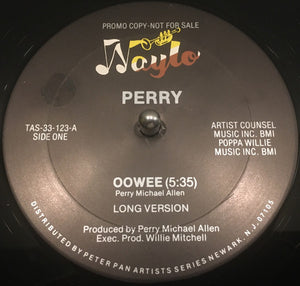 PROMO COPY-NOT FOR SALE
Waylo
PERRY
TAS-33-123-A
SIDE ONE
ARTIST COUNSEL
MUSIC INC. BMI
POPPA WILLIE
MUSIC INC. BMI
OOWEE (5:35)
Perry Michael Allen
LONG VERSION
Produced by Perry Michael Allen
Exec. Prod. Willie Mitchell
DISTRIBUTED BY PETER PAN ARTISTS SERIES NEWARK, N.J. 07105